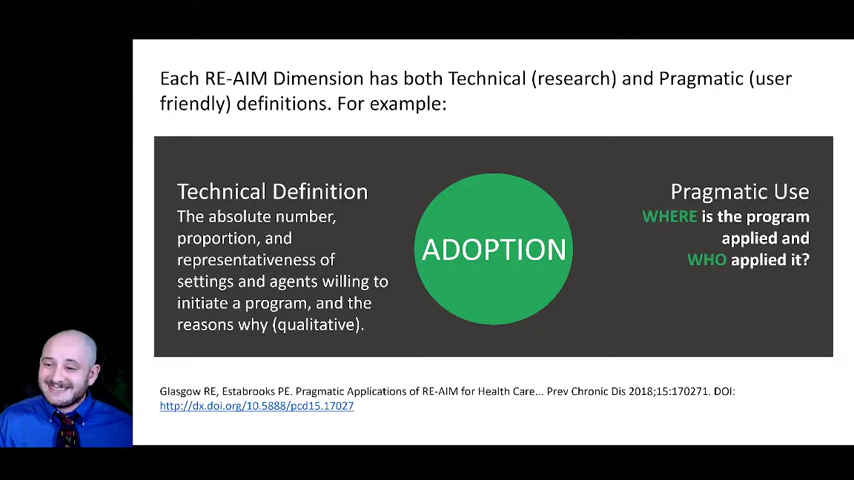 Each RE-AIM Dimension has both Technical (research) and Pragmatic (user
friendly) definitions. For example:
Technical Definition
The absolute number,
proportion, and
representativeness of
settings and agents willing to
initiate a program, and the
reasons why (qualitative).
ADOPTION
Pragmatic Use
WHERE is the program
applied and
WHO applied it?
Glasgow RE, Estabrooks PE. Pragmatic Applications of RE-AIM for Health Care... Prev Chronic Dis 2018;15:170271. DOI:
http://dx.doi.org/10.5888/pcd15.17027